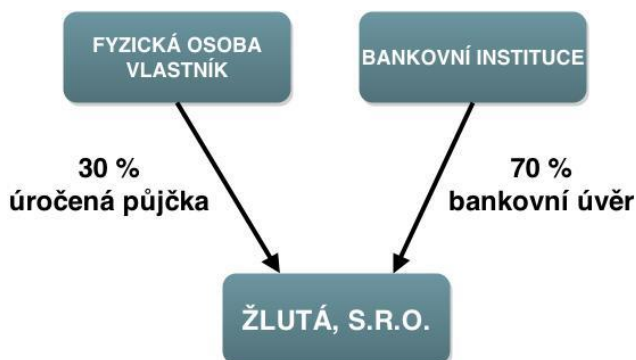 FYZICKÁ OSOBA
VLASTNÍK
BANKOVNÍ INSTITUCE
30 %
úročená půjčka
70 %
bankovní úvěr
ŽLUTÁ, S.R.O.